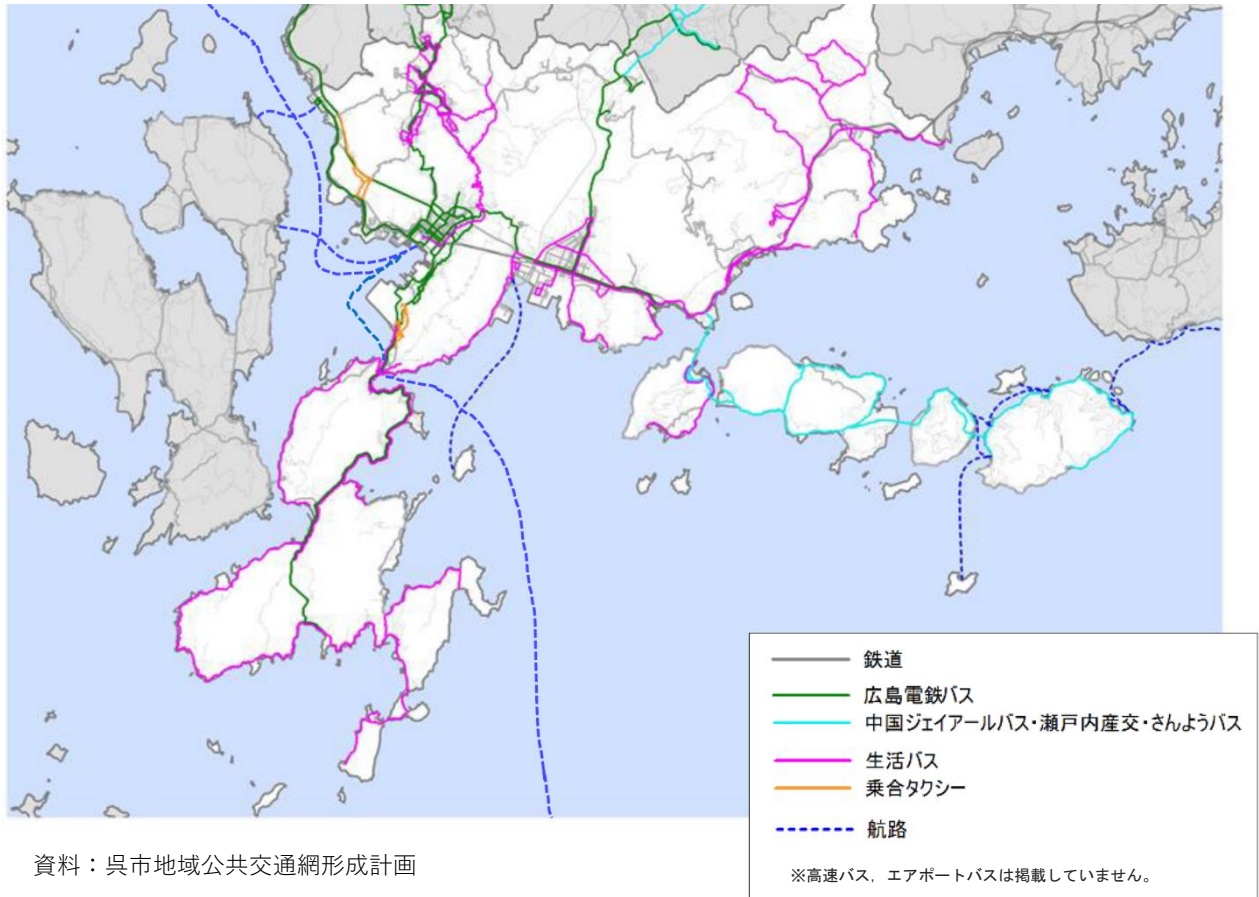 鉄道
広島電鉄バス
中国ジェイアールバス・瀬戸内産交・さんようバス
生活バス
乗合タクシー
航路
※高速バス，エアポートバスは掲載していません。
資料：呉市地域公共交通網形成計画